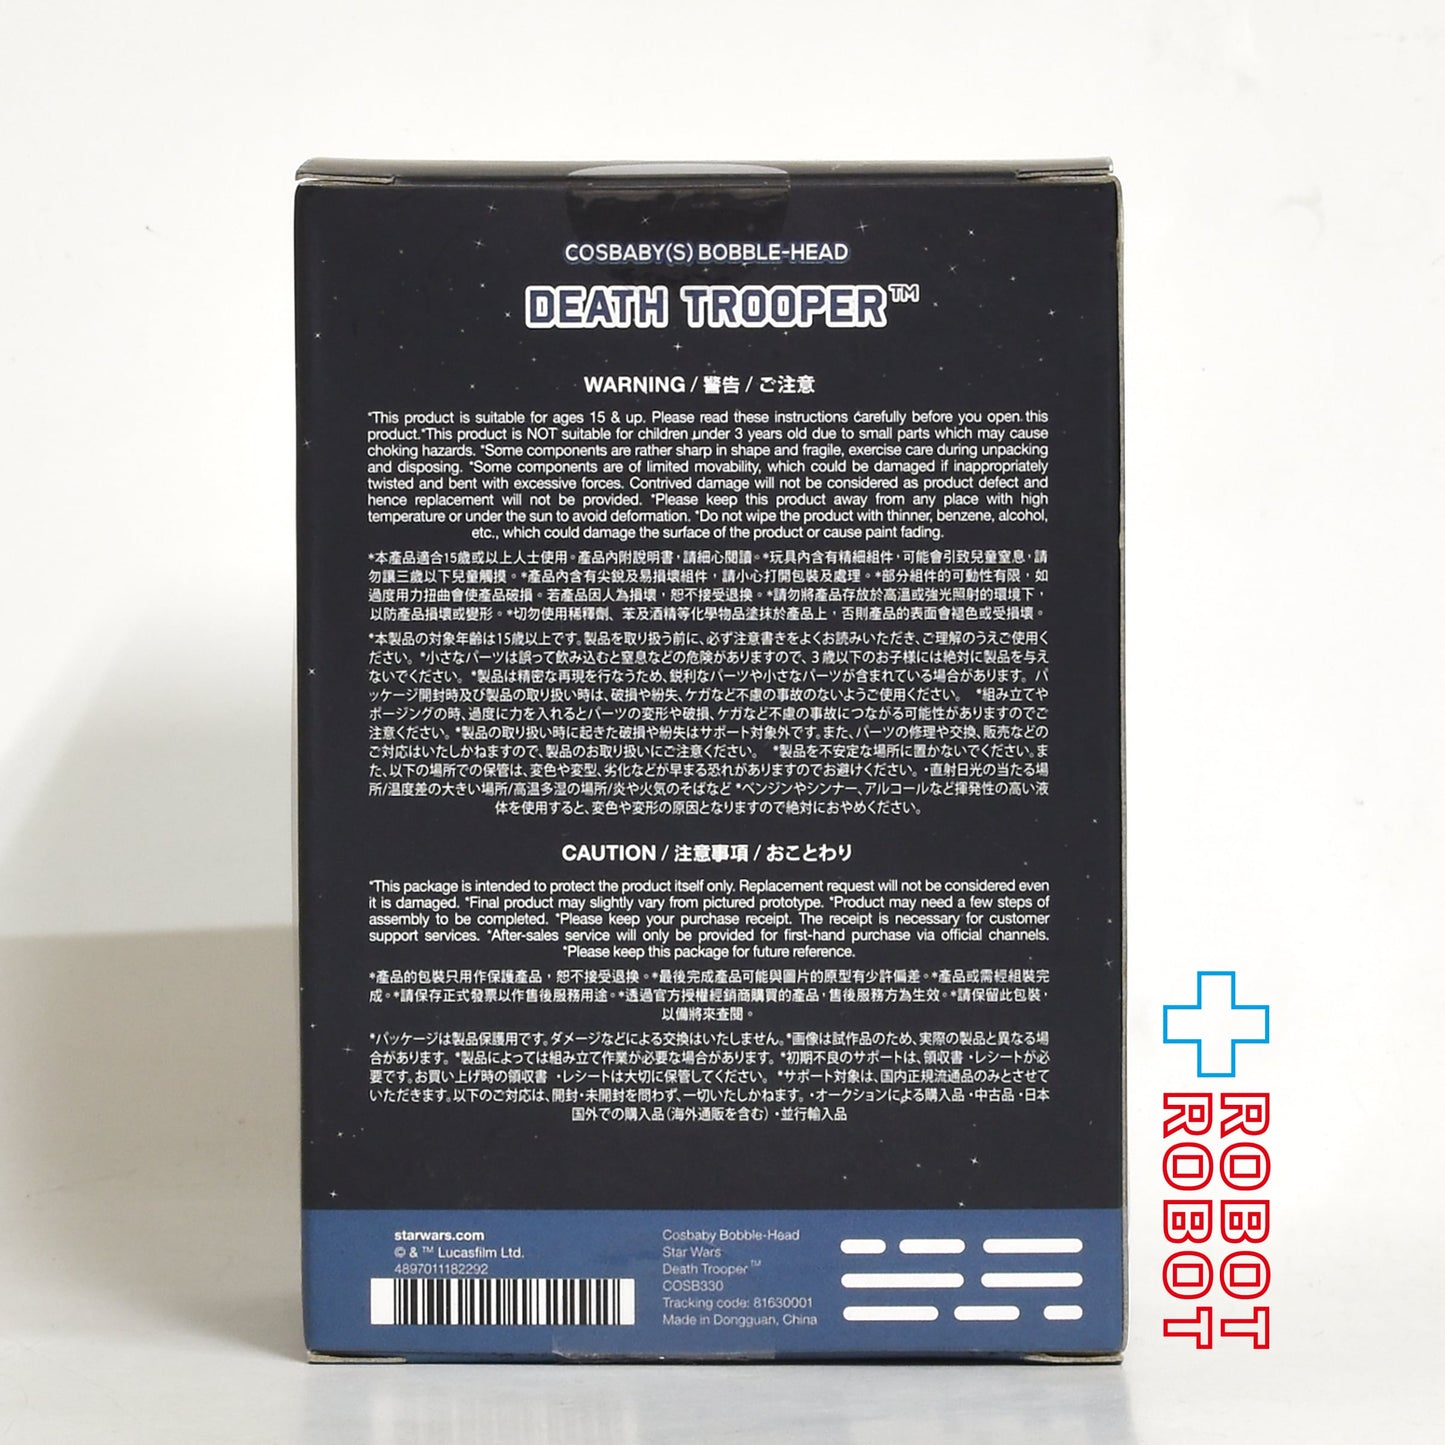 COSBABY(S) BOBBLE-HEAD
DEATH TROOPER™
WARNING / 警告 / ご注意
*This product is suitable for ages 15 & up. Please read these instructions carefully before you open this
product.*This product is NOT suitable for children under 3 years old due to small parts which may cause
choking hazards. *Some components are rather sharp in shape and fragile, exercise care during unpacking
and disposing. *Some components are of limited movability, which could be damaged if inappropriately
twisted and bent with excessive forces. Contrived damage will not be considered as product defect and
hence replacement will not be provided. *Please keep this product away from any place with high
temperature or under the sun to avoid deformation. *Do not wipe the product with thinner, benzene, alcohol,
etc., which could damage the surface of the product or cause paint fading.
*本產品適合15歲或以上人士使用。產品內附說明書，請細心閱讀。*玩具內含有精細組件，可能會引致兒童窒息，請
勿讓三歲以下兒童觸摸。*產品內含有尖銳及易損壞組件，請小心打開包裝及處理。*部分組件的可動性有限，如
過度用力扭曲會使產品破損。若產品因人為損壞，恕不接受退換。*請勿將產品存放於高溫或強光照射的環境下，
以防產品損壞或變形。*切勿使用稀釋劑、苯及酒精等化學物品塗抹於產品上，否則產品的表面會褪色或受損壞。
*本製品の対象年齢は15歳以上です。製品を取り扱う前に、必ず注意書きをよくお読みいただき、ご理解のうえご使用く
ださい。*小さなパーツは誤って飲み込むと窒息などの危険がありますので、3歳以下のお子様には絶対に製品を与え
ないでください。*製品は精密な再現を行なうため、鋭利なパーツや小さなパーツが含まれている場合があります。パ
ッケージ開封時及び製品の取り扱い時は、破損や紛失、ケガなど不慮の事故のないようご使用ください。 *組み立てや
ポージングの時、過度に力を入れるとパーツの変形や破損、ケガなど不慮の事故につながる可能性がありますのでご
注意ください。*製品の取り扱い時に起きた破損や紛失はサポート対象外です。また、パーツの修理や交換、販売などの
ご対応はいたしかねますので、製品のお取り扱いにご注意ください。 *製品を不安定な場所に置かないでください。ま
た、以下の場所での保管は、変色や変型、劣化などが早まる恐れがありますのでお避けください。・直射日光の当たる場
所/温度差の大きい場所/高温多湿の場所/炎や火気のそばなど *ベンジンやシンナー、アルコールなど揮発性の高い液
体を使用すると、変色や変形の原因となりますので絶対におやめください。
CAUTION / 注意事項 / おことわり
*This package is intended to protect the product itself only. Replacement request will not be considered even
it is damaged. *Final product may slightly vary from pictured prototype. *Product may need a few steps of
assembly to be completed. *Please keep your purchase receipt. The receipt is necessary for customer
support services. *After-sales service will only be provided for first-hand purchase via official channels.
*Please keep this package for future reference.
*產品的包裝只用作保護產品，恕不接受退換。*最後完成產品可能與圖片的原型有少許偏差。*產品或需經組裝完
成。*請保存正式發票以作售後服務用途。*透過官方授權經銷商購買的產品，售後服務方為生效。*請保留此包裝，
以備將來查閱。
*パッケージは製品保護用です。ダメージなどによる交換はいたしません。*画像は試作品のため、実際の製品と異なる場
合があります。*製品によっては組み立て作業が必要な場合があります。*初期不良のサポートは、領収書・レシートが必
要です。お買い上げ時の領収書 ・レシートは大切に保管してください。 *サポート対象は、国内正規流通品のみとさせて
いただきます。以下のご対応は、開封・未開封を問わず、一切いたしかねます。・オークションによる購入品・中古品・日本
国外での購入品（海外通販を含む）・並行輸入品
starwars.com
© & ™ Lucasfilm Ltd.
4897011182292
Cosbaby Bobble-Head
Star Wars
Death Trooper™
COSB330
Tracking code: 81630001
Made in Dongguan, China
ROBOT
ROBOT